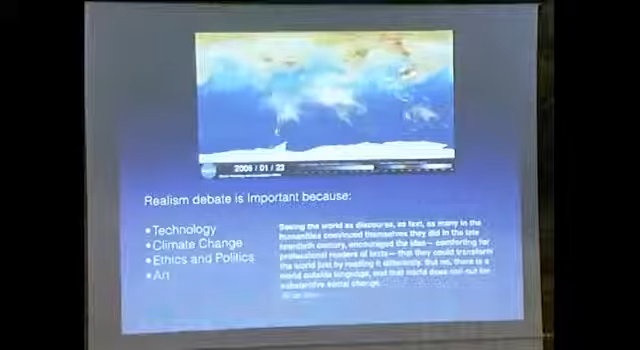 2006 / 01 / 23
Realism debate is Important because:
• Technology
• Climate Change
• Ethics and Politics
• Art
Seeing the world as discourse, as text, as many in the
humanities convinced themselves they did in the late
twentieth century, encouraged the idea— comforting for
professional readers of texts— that they could transform
the world just by reading it differently. But no, there is a
world outside language, and that world does not
substantive social change.